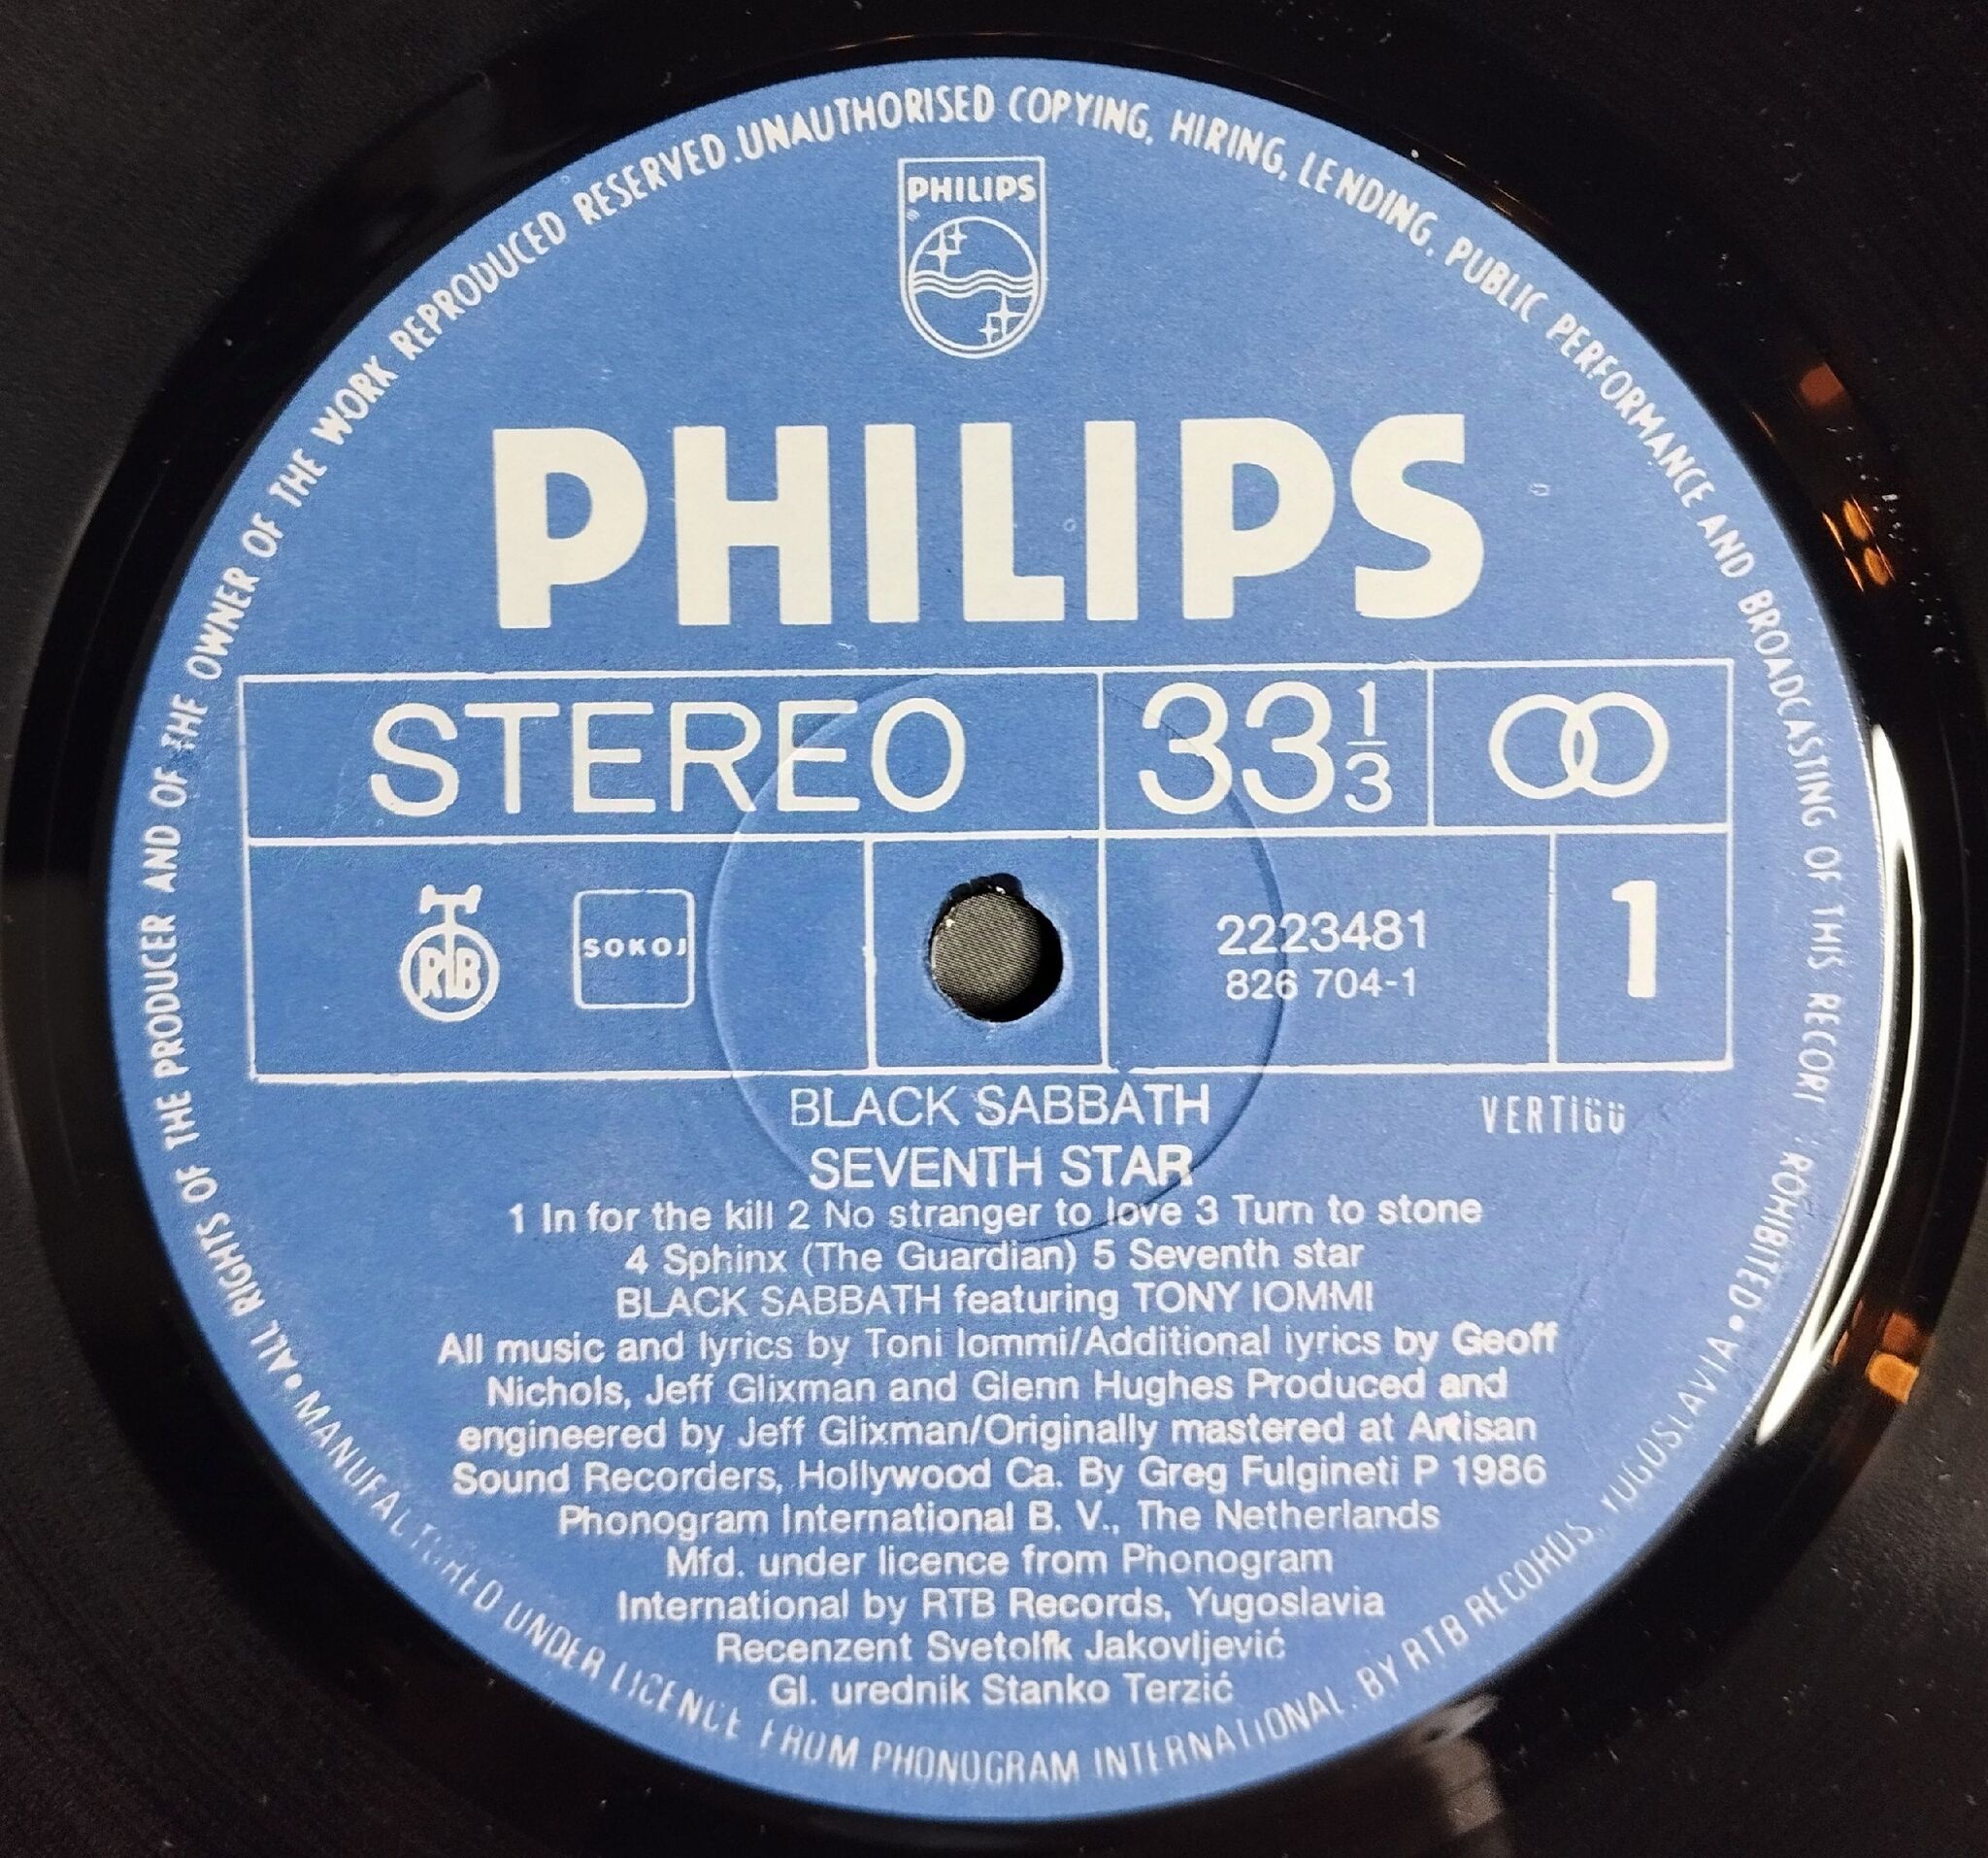 ALL RIGHTS OF THE PRODUCER AND OF THE OWNER OF THE WORK REPRODUCED RESERVED. UNAUTHORISED COPYING, HIRING, LENDING, PUBLIC PERFORMANCE AND BROADCASTING OF THIS RECORD PROHIBITED •
PHILIPS
PHILIPS
STEREO 33 1/3
RTB SOKOJ 2223481 1
826 704-1
BLACK SABBATH VERTIGO
SEVENTH STAR
1 In for the kill 2 No stranger to love 3 Turn to stone
4 Sphinx (The Guardian) 5 Seventh star
BLACK SABBATH featuring TONY IOMMI
All music and lyrics by Toni Iommi/Additional lyrics by Geoff
Nichols, Jeff Glixman and Glenn Hughes Produced and
engineered by Jeff Glixman/Originally mastered at Artisan
Sound Recorders, Hollywood Ca. By Greg Fulgineti P 1986
Phonogram International B. V., The Netherlands
Mfd. under licence from Phonogram
International by RTB Records, Yugoslavia
Recenzent Svetolik Jakovljević
Gl. urednik Stanko Terzić
• MANUFACTURED UNDER LICENCE FROM PHONOGRAM INTERNATIONAL. BY RTB RECORDS, YUGOSLAVIA •